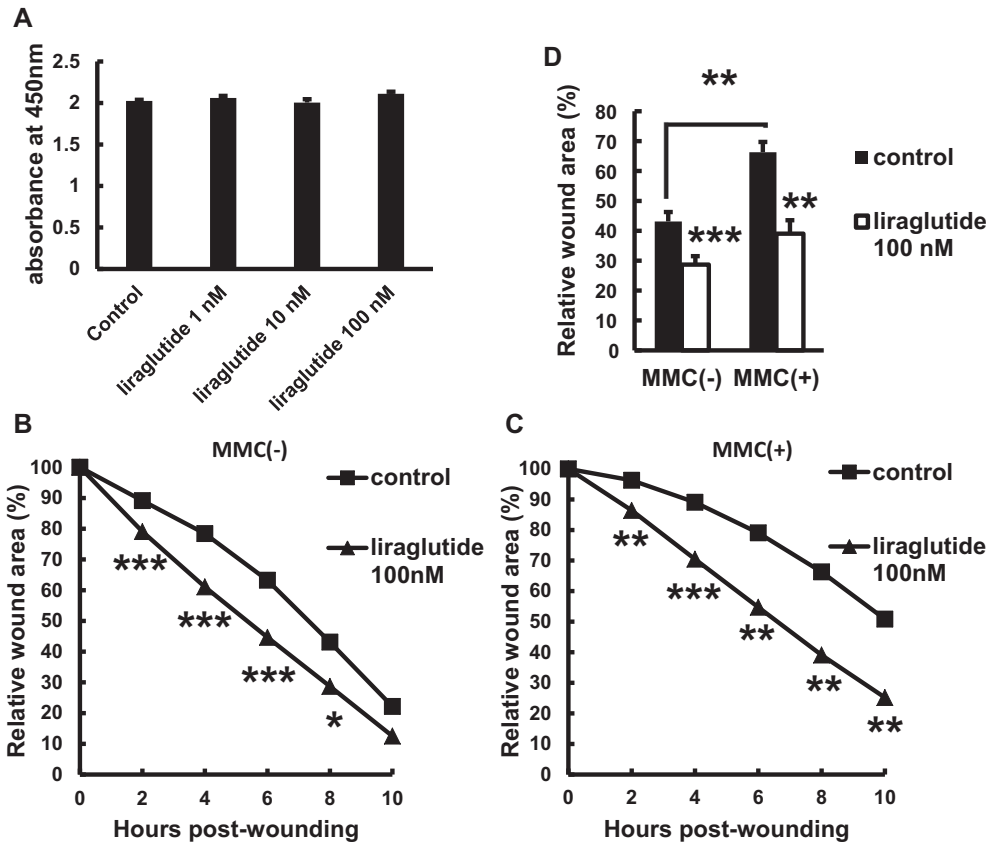 A
absorbance at 450nm
2.5
2
1.5
1
0.5
0
Control
liraglutide 1 nM
liraglutide 10 nM
liraglutide 100 nM
D
**
Relative wound area (%)
80
70
60
50
40
30
20
10
0
***
**
MMC(-) MMC(+)
control
liraglutide
100 nM
B
MMC(-)
Relative wound area (%)
100
90
80
70
60
50
40
30
20
10
0
control
liraglutide
100nM
***
***
***
*
0 2 4 6 8 10
Hours post-wounding
C
MMC(+)
Relative wound area (%)
100
90
80
70
60
50
40
30
20
10
0
control
liraglutide
100nM
**
***
**
**
**
0 2 4 6 8 10
Hours post-wounding